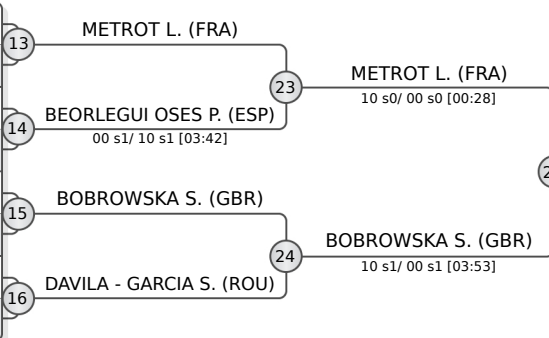 METROT L. (FRA)
13
23
METROT L. (FRA)
10 s0/ 00 s0 [00:28]
BEORLEGUI OSES P. (ESP)
14
00 s1/ 10 s1 [03:42]
BOBROWSKA S. (GBR)
15
24
BOBROWSKA S. (GBR)
10 s1/ 00 s1 [03:53]
DAVILA - GARCIA S. (ROU)
16